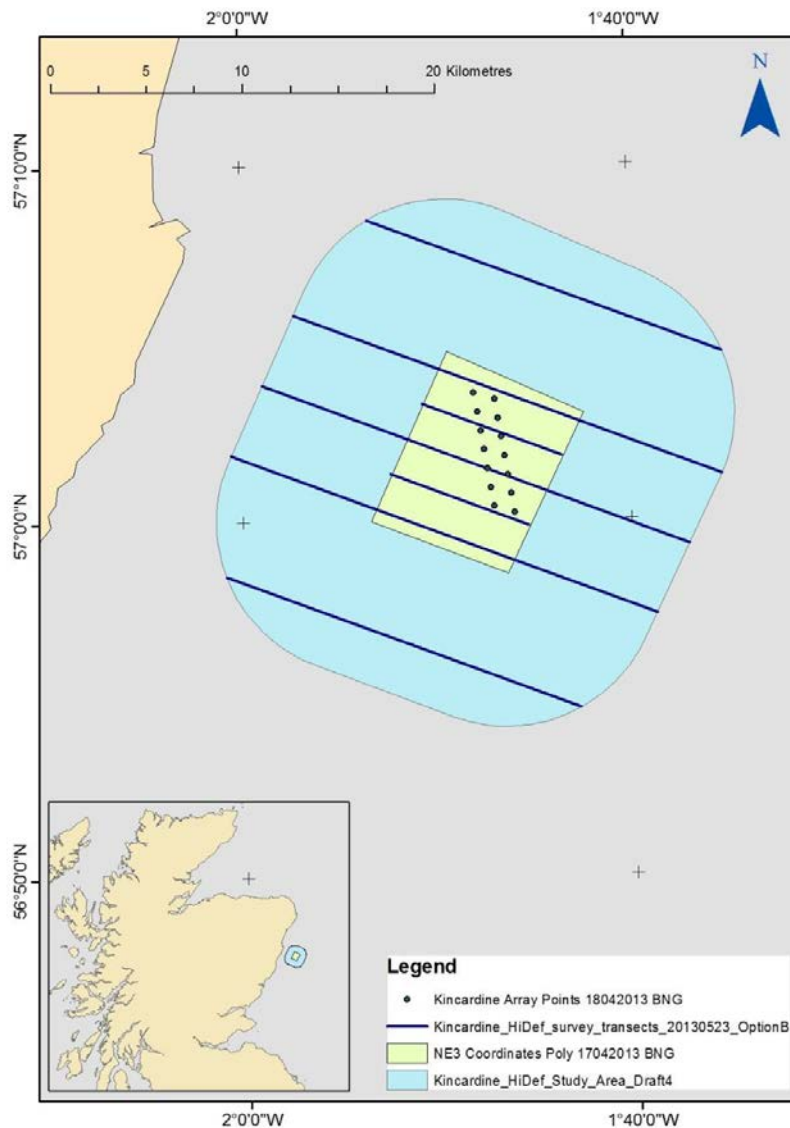 2°0'0"W 1°40'0"W
0 5 10 20 Kilometres
N
57°10'0"N
57°0'0"N
56°50'0"N
Legend
Kincardine Array Points 18042013 BNG
Kincardine_HiDef_survey_transects_20130523_OptionB
NE3 Coordinates Poly 17042013 BNG
Kincardine_HiDef_Study_Area_Draft4
2°0'0"W 1°40'0"W